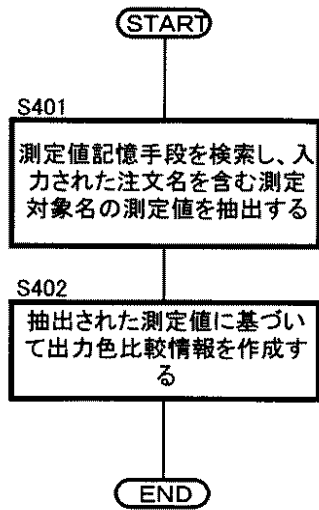 START
S401
測定値記憶手段を検索し、入
力された注文名を含む測定
対象名の測定値を抽出する
S402
抽出された測定値に基づい
て出力色比較情報を作成す
る
END